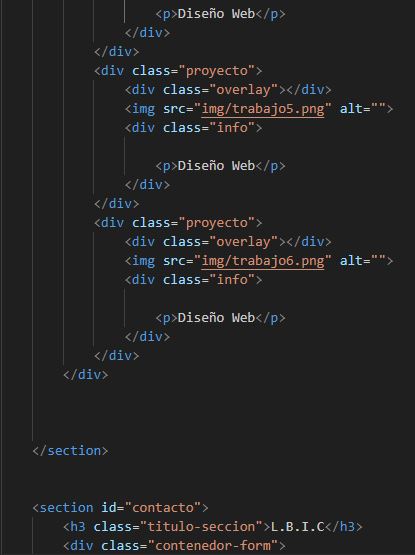 <p>Diseño Web</p>
</div>
</div>
<div class="proyecto">
<div class="overlay"></div>
<img src="img/trabajo5.png" alt="">
<div class="info">
<p>Diseño Web</p>
</div>
</div>
<div class="proyecto">
<div class="overlay"></div>
<img src="img/trabajo6.png" alt="">
<div class="info">
<p>Diseño Web</p>
</div>
</div>
</div>
</section>
<section id="contacto">
<h3 class="titulo-seccion">L.B.I.C</h3>
<div class="contenedor-form">